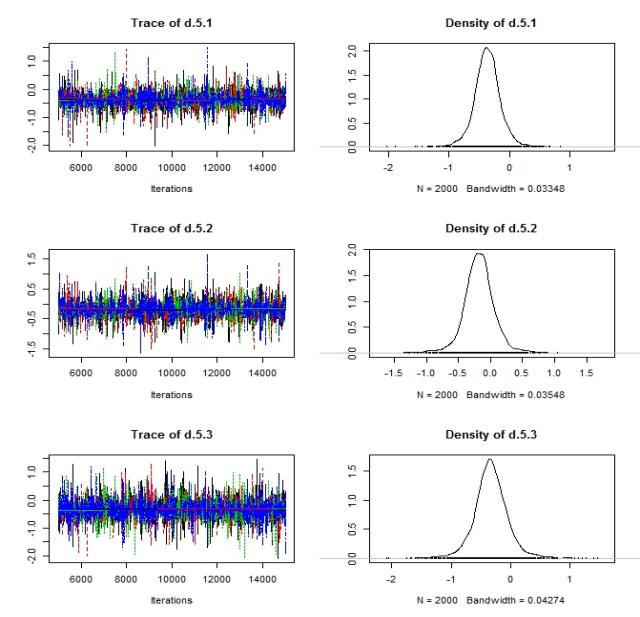 Trace of d.5.1
Density of d.5.1
-2.0 -1.0 0.0 1.0
0.0 0.5 1.0 1.5 2.0
6000 8000 10000 12000 14000
-2 -1 0 1
Iterations
N = 2000 Bandwidth = 0.03348
Trace of d.5.2
Density of d.5.2
-1.5 -0.5 0.5 1.5
0.0 0.5 1.0 1.5 2.0
6000 8000 10000 12000 14000
-1.5 -1.0 -0.5 0.0 0.5 1.0 1.5
Iterations
N = 2000 Bandwidth = 0.03548
Trace of d.5.3
Density of d.5.3
-2.0 -1.0 0.0 1.0
0.0 0.5 1.0 1.5
6000 8000 10000 12000 14000
-2 -1 0 1
Iterations
N = 2000 Bandwidth = 0.04274